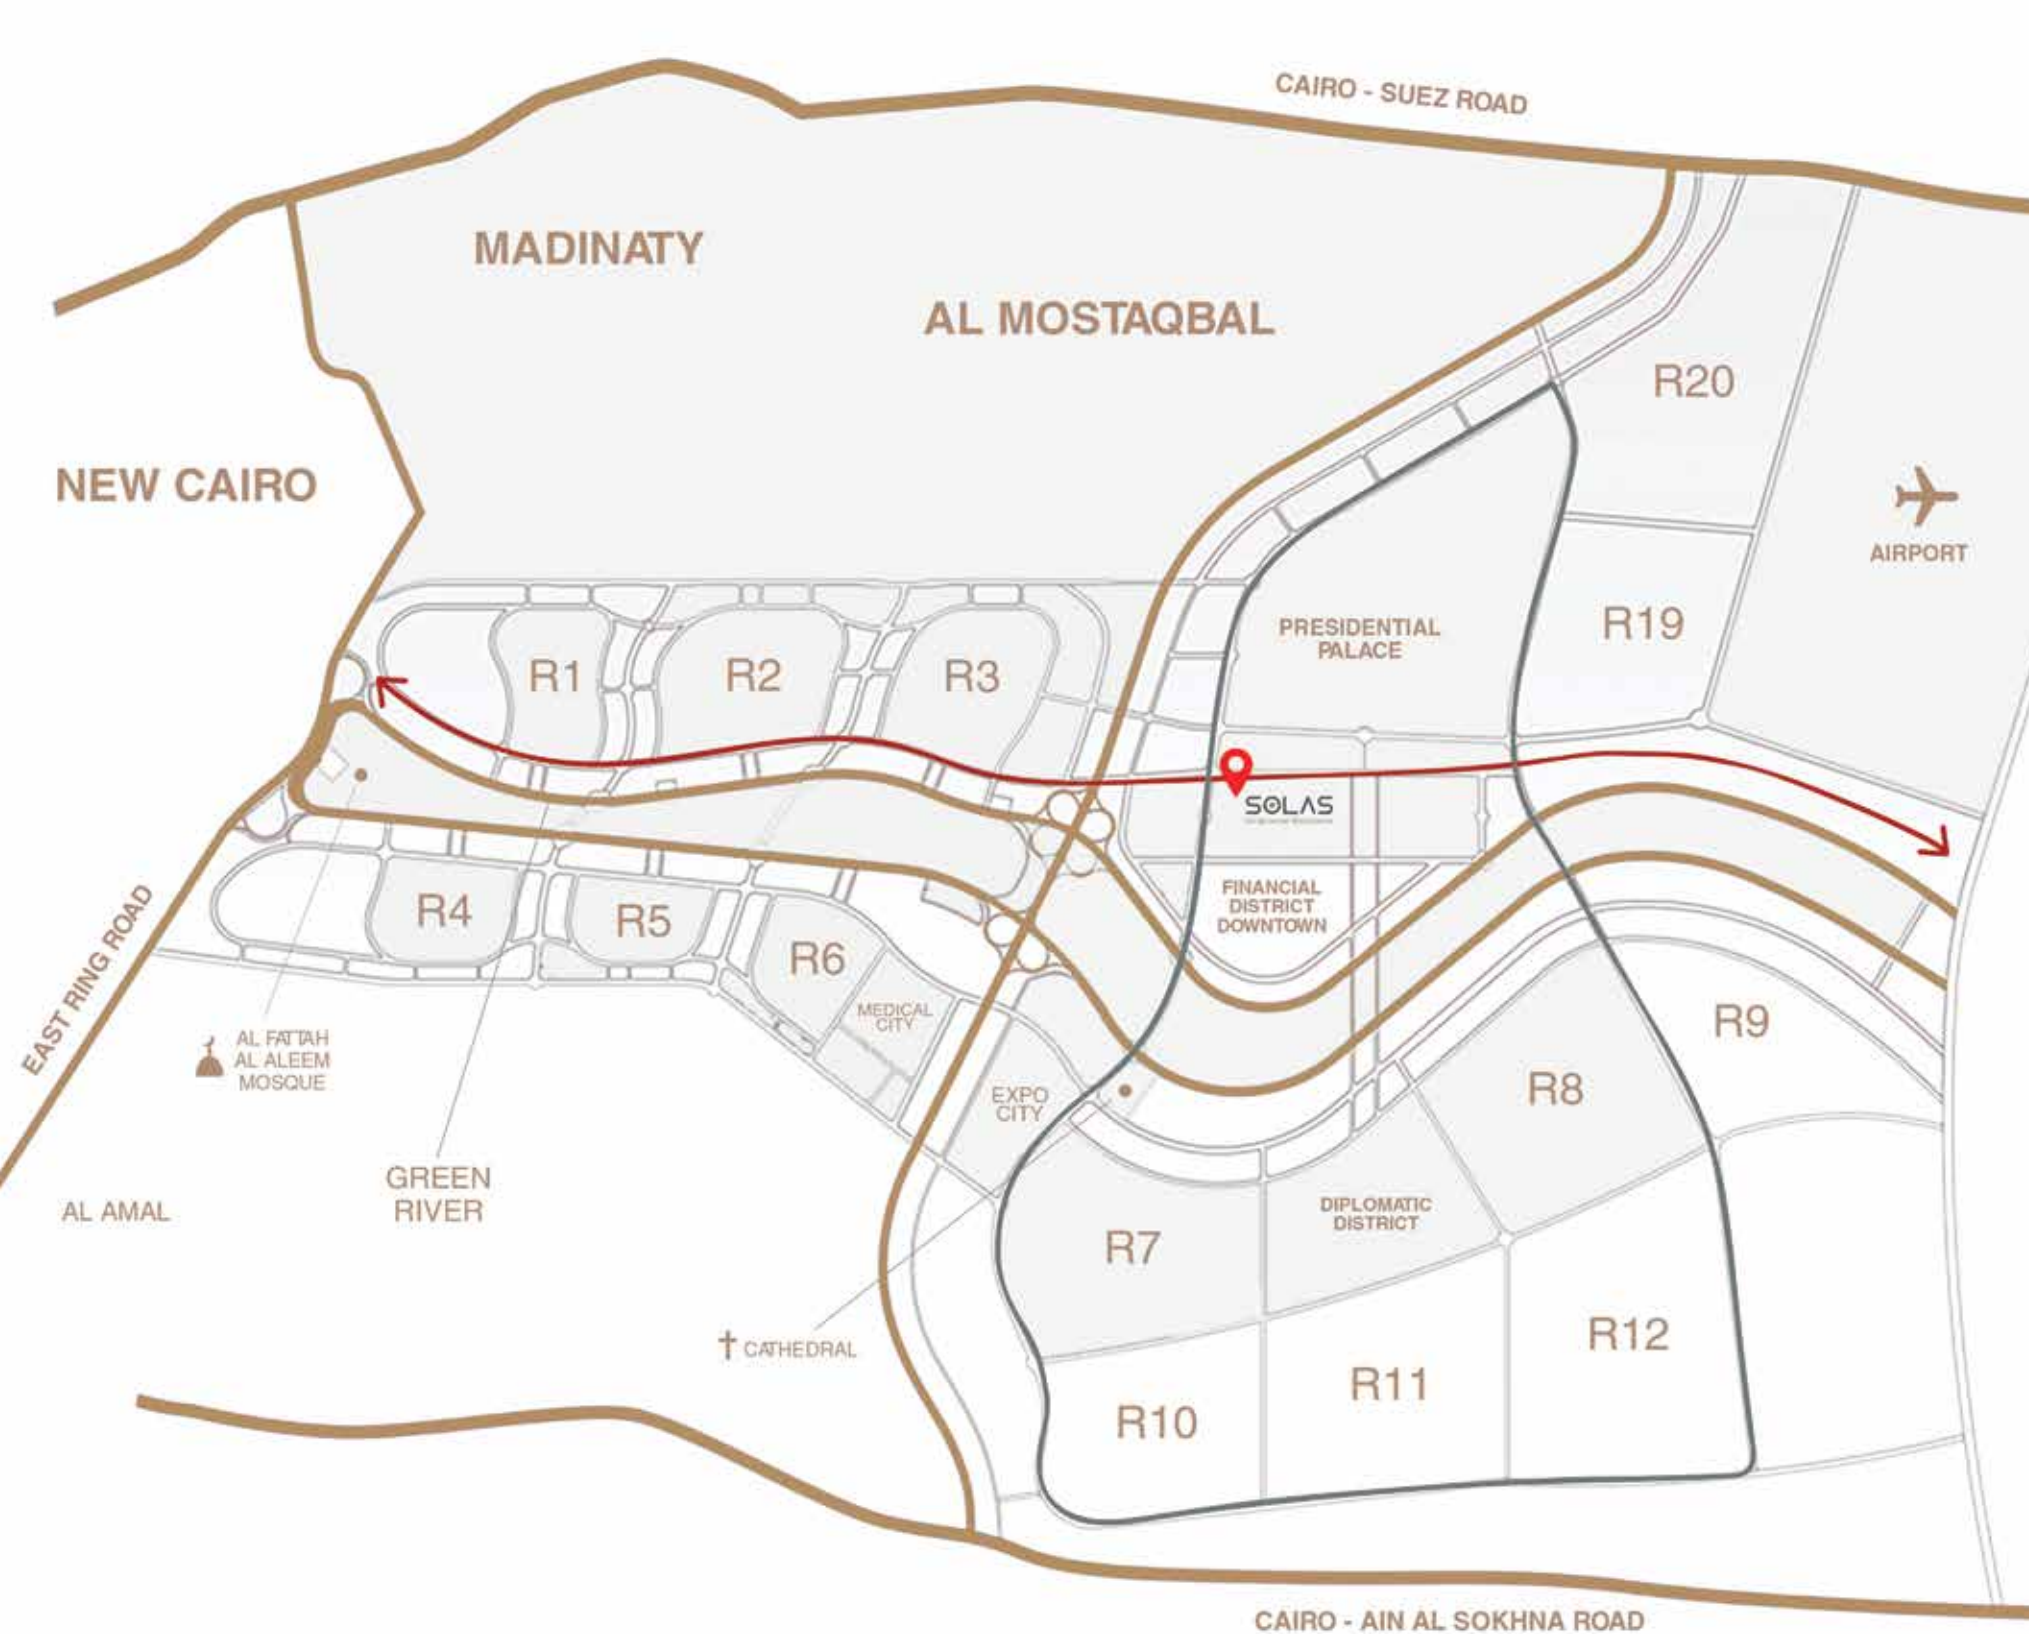 CAIRO - SUEZ ROAD
MADINATY
AL MOSTAQBAL
R20
NEW CAIRO
AIRPORT
R19
PRESIDENTIAL
PALACE
R1
R2
R3
SOLAS
FINANCIAL
DISTRICT
DOWNTOWN
R4
R5
R6
EAST RING ROAD
MEDICAL
CITY
R9
AL FATTAH
AL ALEEM
MOSQUE
EXPO
CITY
R8
GREEN
RIVER
AL AMAL
DIPLOMATIC
DISTRICT
R7
CATHEDRAL
R12
R11
R10
CAIRO - AIN AL SOKHNA ROAD